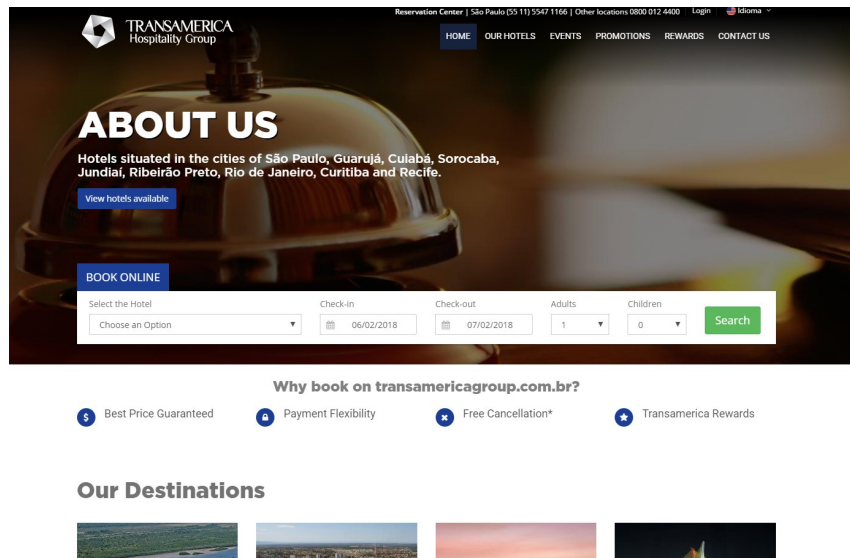 Reservation Center | São Paulo (55 11) 5547 1166 | Other locations 0800 012 4400 Login Idioma
TRANSAMERICA
Hospitality Group
HOME OUR HOTELS EVENTS PROMOTIONS REWARDS CONTACT US
ABOUT US
Hotels situated in the cities of São Paulo, Guarujá, Cuiabá, Sorocaba,
Jundiaí, Ribeirão Preto, Rio de Janeiro, Curitiba and Recife.
View hotels available
BOOK ONLINE
Select the Hotel Check-in Check-out Adults Children
Choose an Option 06/02/2018 07/02/2018 1 0 Search
Why book on transamericagroup.com.br?
Best Price Guaranteed Payment Flexibility Free Cancellation* Transamerica Rewards
Our Destinations